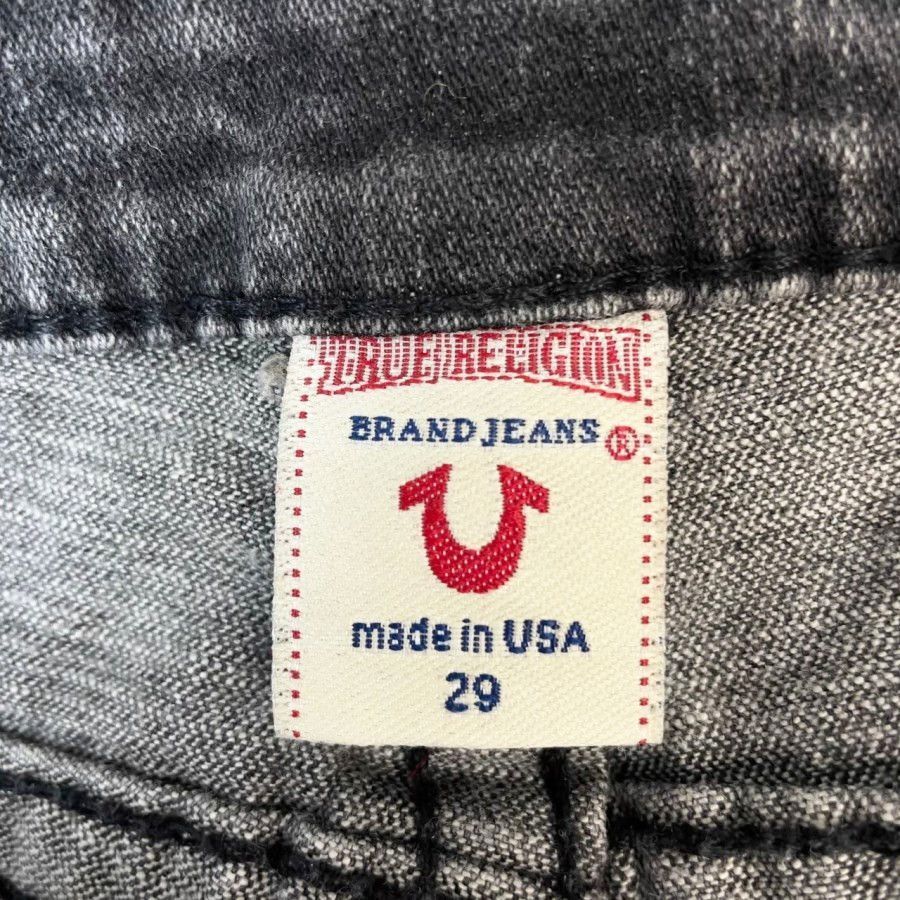 TRUE RELIGION
BRAND JEANS ®
made in USA
29